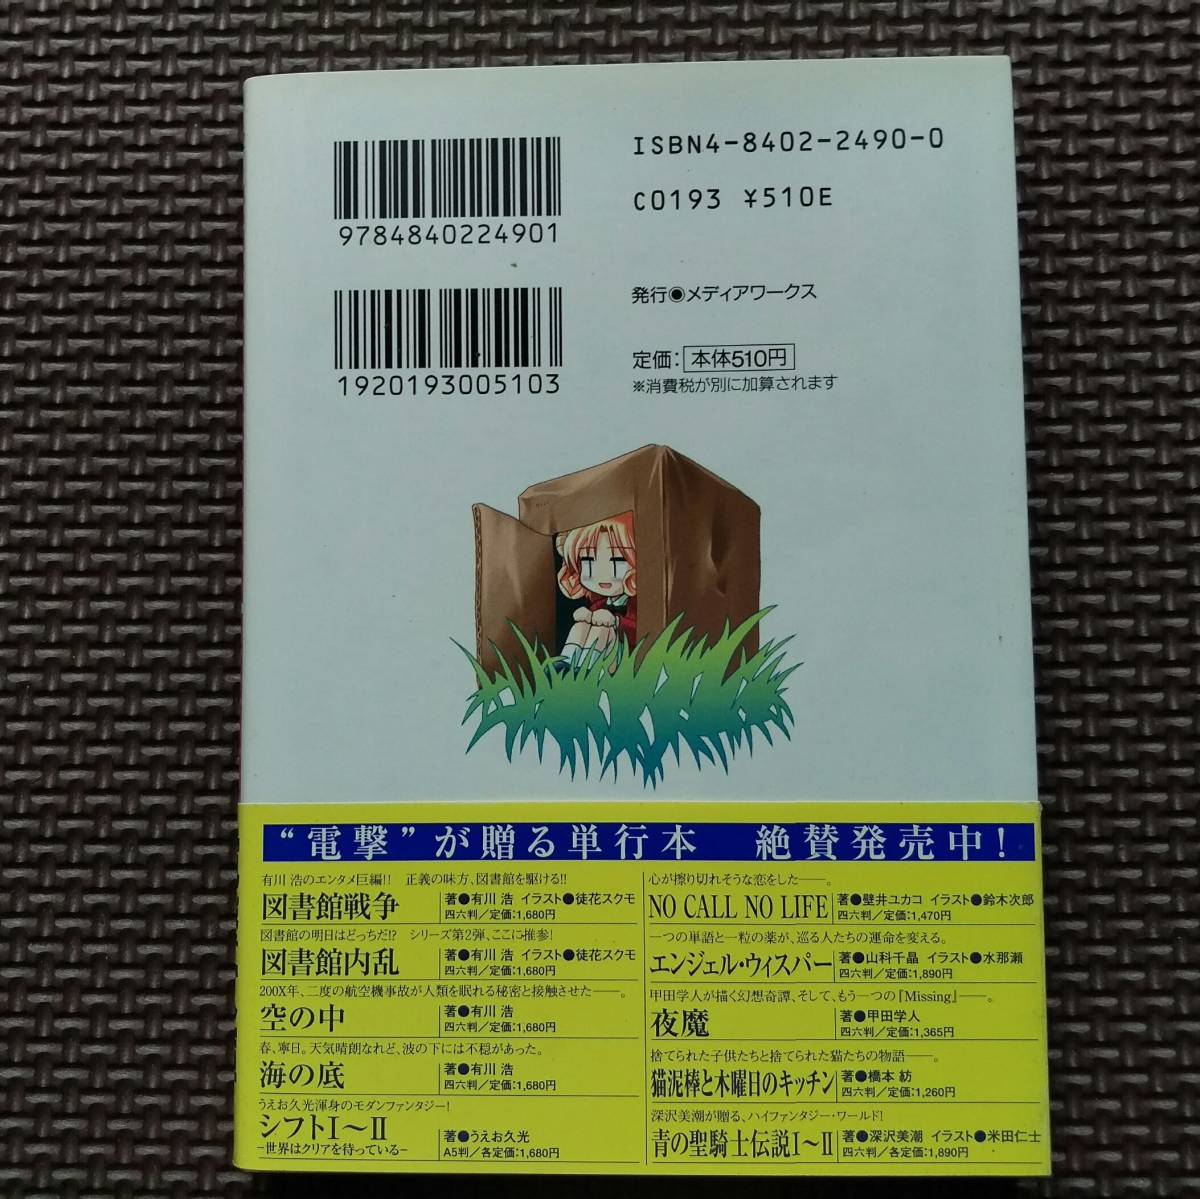 ISBN4-8402-2490-0
C0193 ¥510E
9784840224901
発行◉メディアワークス
定価：本体510円
※消費税が別に加算されます
1920193005103
“電撃”が贈る単行本　絶賛発売中！
有川 浩のエンタメ巨編!!　正義の味方、図書館を駆ける!!
図書館戦争
著●有川 浩 イラスト●徒花スクモ
四六判／定価：1,680円
図書館の明日はどっちだ!?　シリーズ第2弾、ここに推参！
図書館内乱
著●有川 浩 イラスト●徒花スクモ
四六判／定価：1,680円
200X年、二度の航空機事故が人類を眠れる秘密と接触させた——。
空の中
著●有川 浩
四六判／定価：1,680円
春、寧日。天気晴朗なれど、波の下には不穏があった。
海の底
著●有川 浩
四六判／定価：1,680円
うえお久光渾身のモダンファンタジー！
シフトI〜II
-世界はクリアを待っている-
著●うえお久光
A5判／各定価：1,680円
心が擦り切れそうな恋をした——。
NO CALL NO LIFE
著●壁井ユカコ イラスト●鈴木次郎
四六判／定価：1,470円
一つの単語と一粒の薬が、巡る人たちの運命を変える。
エンジェル・ウィスパー
著●山科千晶 イラスト●水那瀬
四六判／定価：1,890円
甲田学人が描く幻想奇譚、そして、もう一つの『Missing』——。
夜魔
著●甲田学人
四六判／定価：1,365円
捨てられた子供たちと捨てられた猫たちの物語——。
猫泥棒と木曜日のキッチン
著●橋本 紡
四六判／定価：1,260円
深沢美潮が贈る、ハイファンタジー・ワールド！
青の聖騎士伝説I〜II
著●深沢美潮 イラスト●米田仁士
四六判／各定価：1,890円